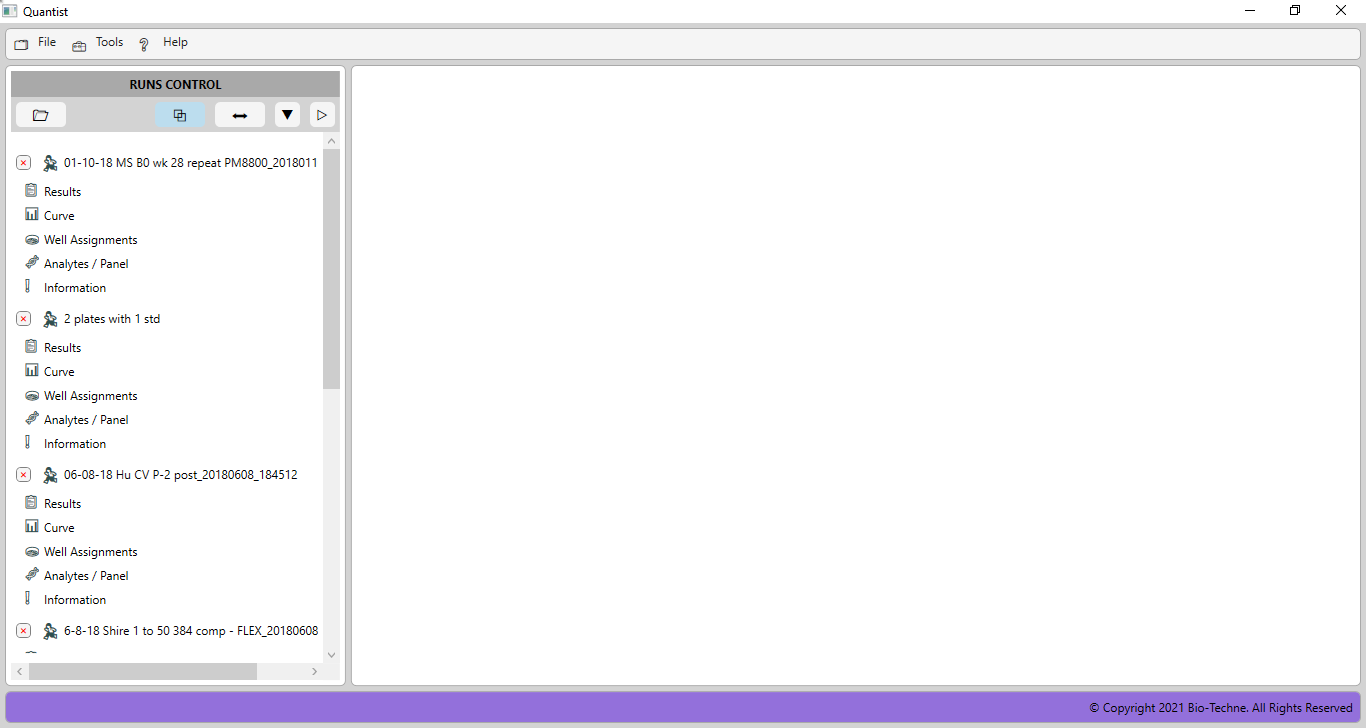 Quantist
File Tools Help
RUNS CONTROL
01-10-18 MS B0 wk 28 repeat PM8800_2018011
Results
Curve
Well Assignments
Analytes / Panel
Information
2 plates with 1 std
Results
Curve
Well Assignments
Analytes / Panel
Information
06-08-18 Hu CV P-2 post_20180608_184512
Results
Curve
Well Assignments
Analytes / Panel
Information
6-8-18 Shire 1 to 50 384 comp - FLEX_20180608
© Copyright 2021 Bio-Techne. All Rights Reserved